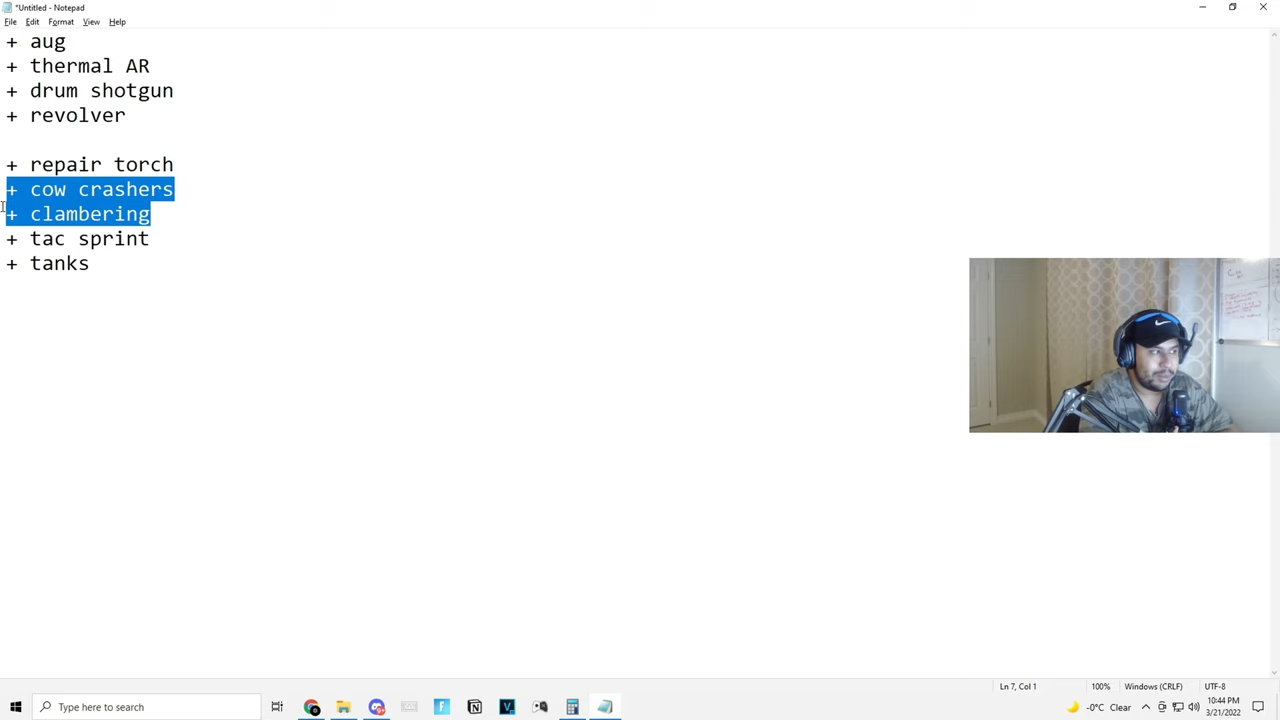 *Untitled - Notepad
File Edit Format View Help
+ aug
+ thermal AR
+ drum shotgun
+ revolver
+ repair torch
+ cow crashers
+ clambering
+ tac sprint
+ tanks
Ln 7, Col 1 100% Windows (CRLF) UTF-8
Type here to search
-0°C Clear
10:44 PM
3/21/2022